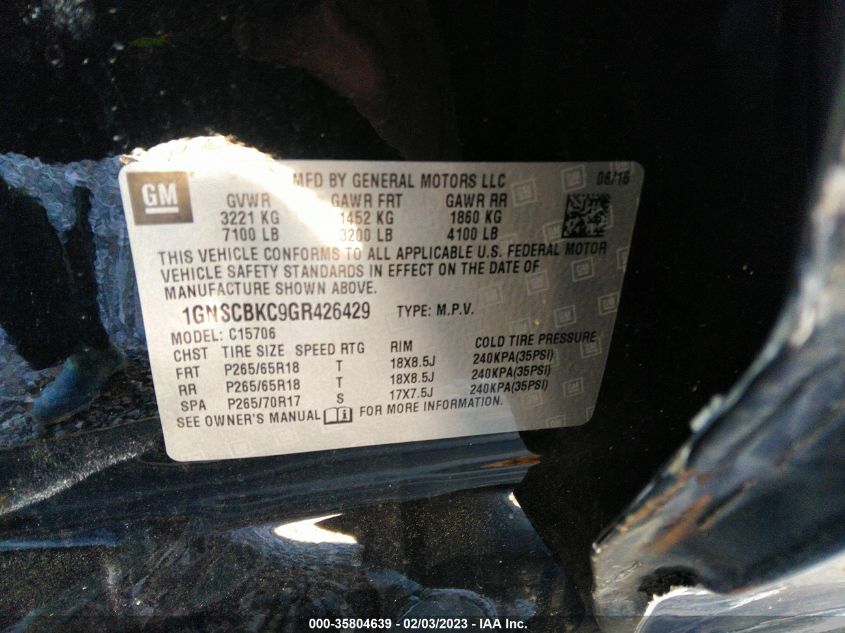 GM
MFD BY GENERAL MOTORS LLC 06/16
GVWR GAWR FRT GAWR RR
3221 KG 1452 KG 1860 KG
7100 LB 3200 LB 4100 LB
THIS VEHICLE CONFORMS TO ALL APPLICABLE U.S. FEDERAL MOTOR
VEHICLE SAFETY STANDARDS IN EFFECT ON THE DATE OF
MANUFACTURE SHOWN ABOVE.
1GNSCBKC9GR426429 TYPE: M.P.V.
MODEL: C15706
CHST TIRE SIZE SPEED RTG RIM COLD TIRE PRESSURE
FRT P265/65R18 T 18X8.5J 240KPA(35PSI)
RR P265/65R18 T 18X8.5J 240KPA(35PSI)
SPA P265/70R17 S 17X7.5J 240KPA(35PSI)
SEE OWNER'S MANUAL FOR MORE INFORMATION.
000-35804639 - 02/03/2023 - IAA Inc.